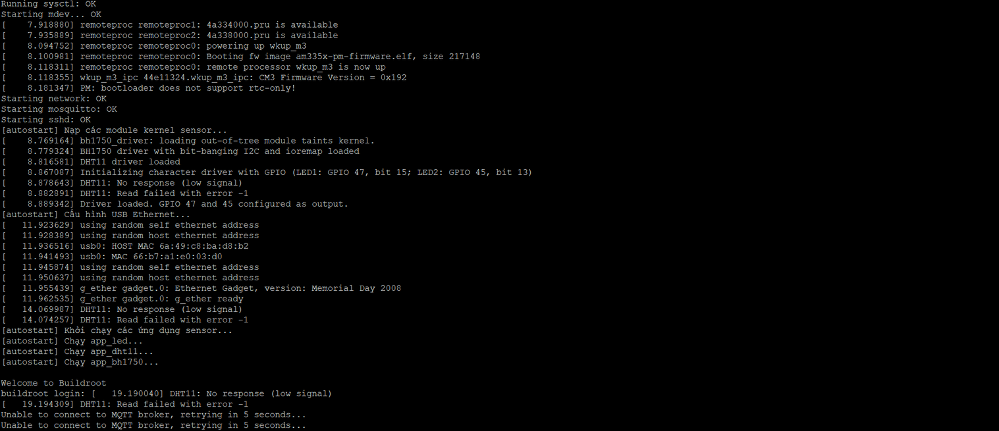 Running sysctl: OK
Starting mdev... OK
[    7.918880] remoteproc remoteproc1: 4a334000.pru is available
[    7.935889] remoteproc remoteproc2: 4a338000.pru is available
[    8.094752] remoteproc remoteproc0: powering up wkup_m3
[    8.100981] remoteproc remoteproc0: Booting fw image am335x-pm-firmware.elf, size 217148
[    8.118311] remoteproc remoteproc0: remote processor wkup_m3 is now up
[    8.118355] wkup_m3_ipc 44e11324.wkup_m3_ipc: CM3 Firmware Version = 0x192
[    8.181347] PM: bootloader does not support rtc-only!
Starting network: OK
Starting mosquitto: OK
Starting sshd: OK
[autostart] Nạp các module kernel sensor...
[    8.769164] bh1750_driver: loading out-of-tree module taints kernel.
[    8.779324] BH1750 driver with bit-banging I2C and ioremap loaded
[    8.816581] DHT11 driver loaded
[    8.867087] Initializing character driver with GPIO (LED1: GPIO 47, bit 15; LED2: GPIO 45, bit 13)
[    8.878643] DHT11: No response (low signal)
[    8.882891] DHT11: Read failed with error -1
[    8.889342] Driver loaded. GPIO 47 and 45 configured as output.
[autostart] Cấu hình USB Ethernet...
[   11.923629] using random self ethernet address
[   11.928389] using random host ethernet address
[   11.936516] usb0: HOST MAC 6a:49:c8:ba:d8:b2
[   11.941493] usb0: MAC 66:b7:a1:e0:03:d0
[   11.945874] using random self ethernet address
[   11.950637] using random host ethernet address
[   11.955439] g_ether gadget.0: Ethernet Gadget, version: Memorial Day 2008
[   11.962535] g_ether gadget.0: g_ether ready
[   14.069987] DHT11: No response (low signal)
[   14.074257] DHT11: Read failed with error -1
[autostart] Khởi chạy các ứng dụng sensor...
[autostart] Chạy app_led...
[autostart] Chạy app_dht11...
[autostart] Chạy app_bh1750...
Welcome to Buildroot
buildroot login: [   19.190040] DHT11: No response (low signal)
[   19.194309] DHT11: Read failed with error -1
Unable to connect to MQTT broker, retrying in 5 seconds...
Unable to connect to MQTT broker, retrying in 5 seconds...